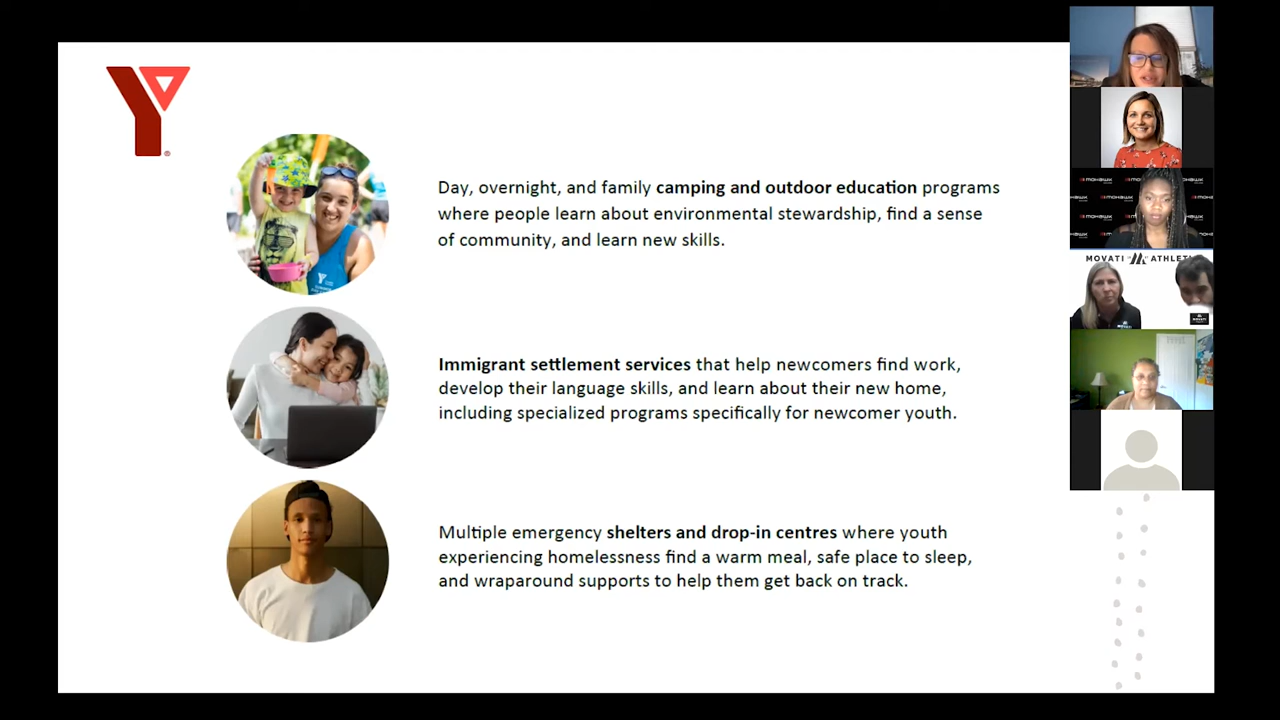 Y
®
Day, overnight, and family camping and outdoor education programs
where people learn about environmental stewardship, find a sense
of community, and learn new skills.
Immigrant settlement services that help newcomers find work,
develop their language skills, and learn about their new home,
including specialized programs specifically for newcomer youth.
Multiple emergency shelters and drop-in centres where youth
experiencing homelessness find a warm meal, safe place to sleep,
and wraparound supports to help them get back on track.
mohawk
mohawk
MOVATI ATHLETI
MOVATI